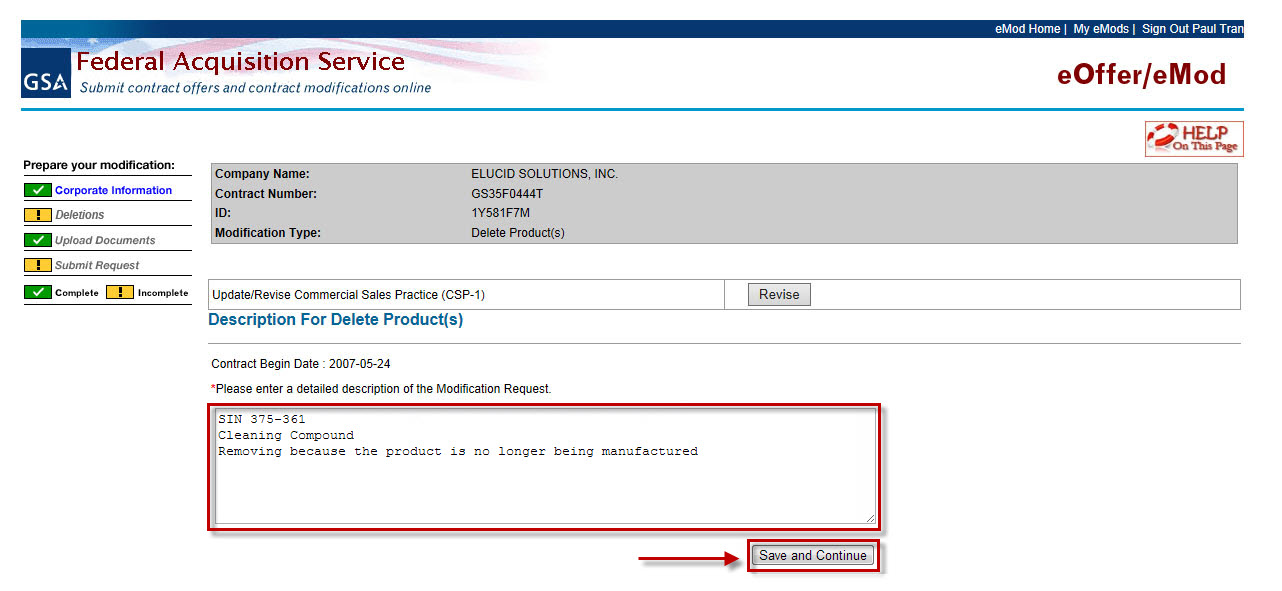 eMod Home | My eMods | Sign Out Paul Tran
GSA
Federal Acquisition Service
Submit contract offers and contract modifications online
eOffer/eMod
HELP
On This Page
Prepare your modification:
Corporate Information
! Deletions
Upload Documents
! Submit Request
Complete ! Incomplete
Company Name: ELUCID SOLUTIONS, INC.
Contract Number: GS35F0444T
ID: 1Y581F7M
Modification Type: Delete Product(s)
Update/Revise Commercial Sales Practice (CSP-1) Revise
Description For Delete Product(s)
Contract Begin Date : 2007-05-24
*Please enter a detailed description of the Modification Request.
SIN 375-361
Cleaning Compound
Removing because the product is no longer being manufactured
Save and Continue